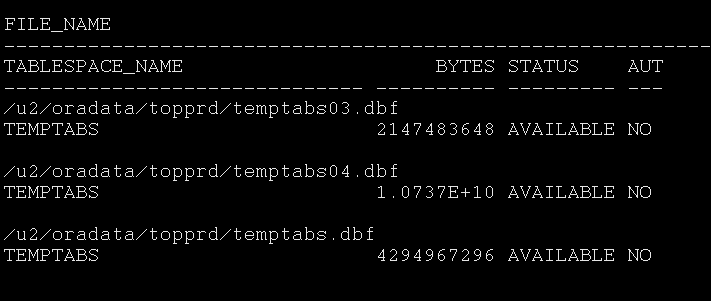 FILE_NAME
--------------------------------------------------------------------------------
TABLESPACE_NAME                     BYTES STATUS    AUT
------------------------------ ---------- --------- ---
/u2/oradata/topprd/temptabs03.dbf
TEMPTABS                       2147483648 AVAILABLE NO

/u2/oradata/topprd/temptabs04.dbf
TEMPTABS                       1.0737E+10 AVAILABLE NO

/u2/oradata/topprd/temptabs.dbf
TEMPTABS                       4294967296 AVAILABLE NO